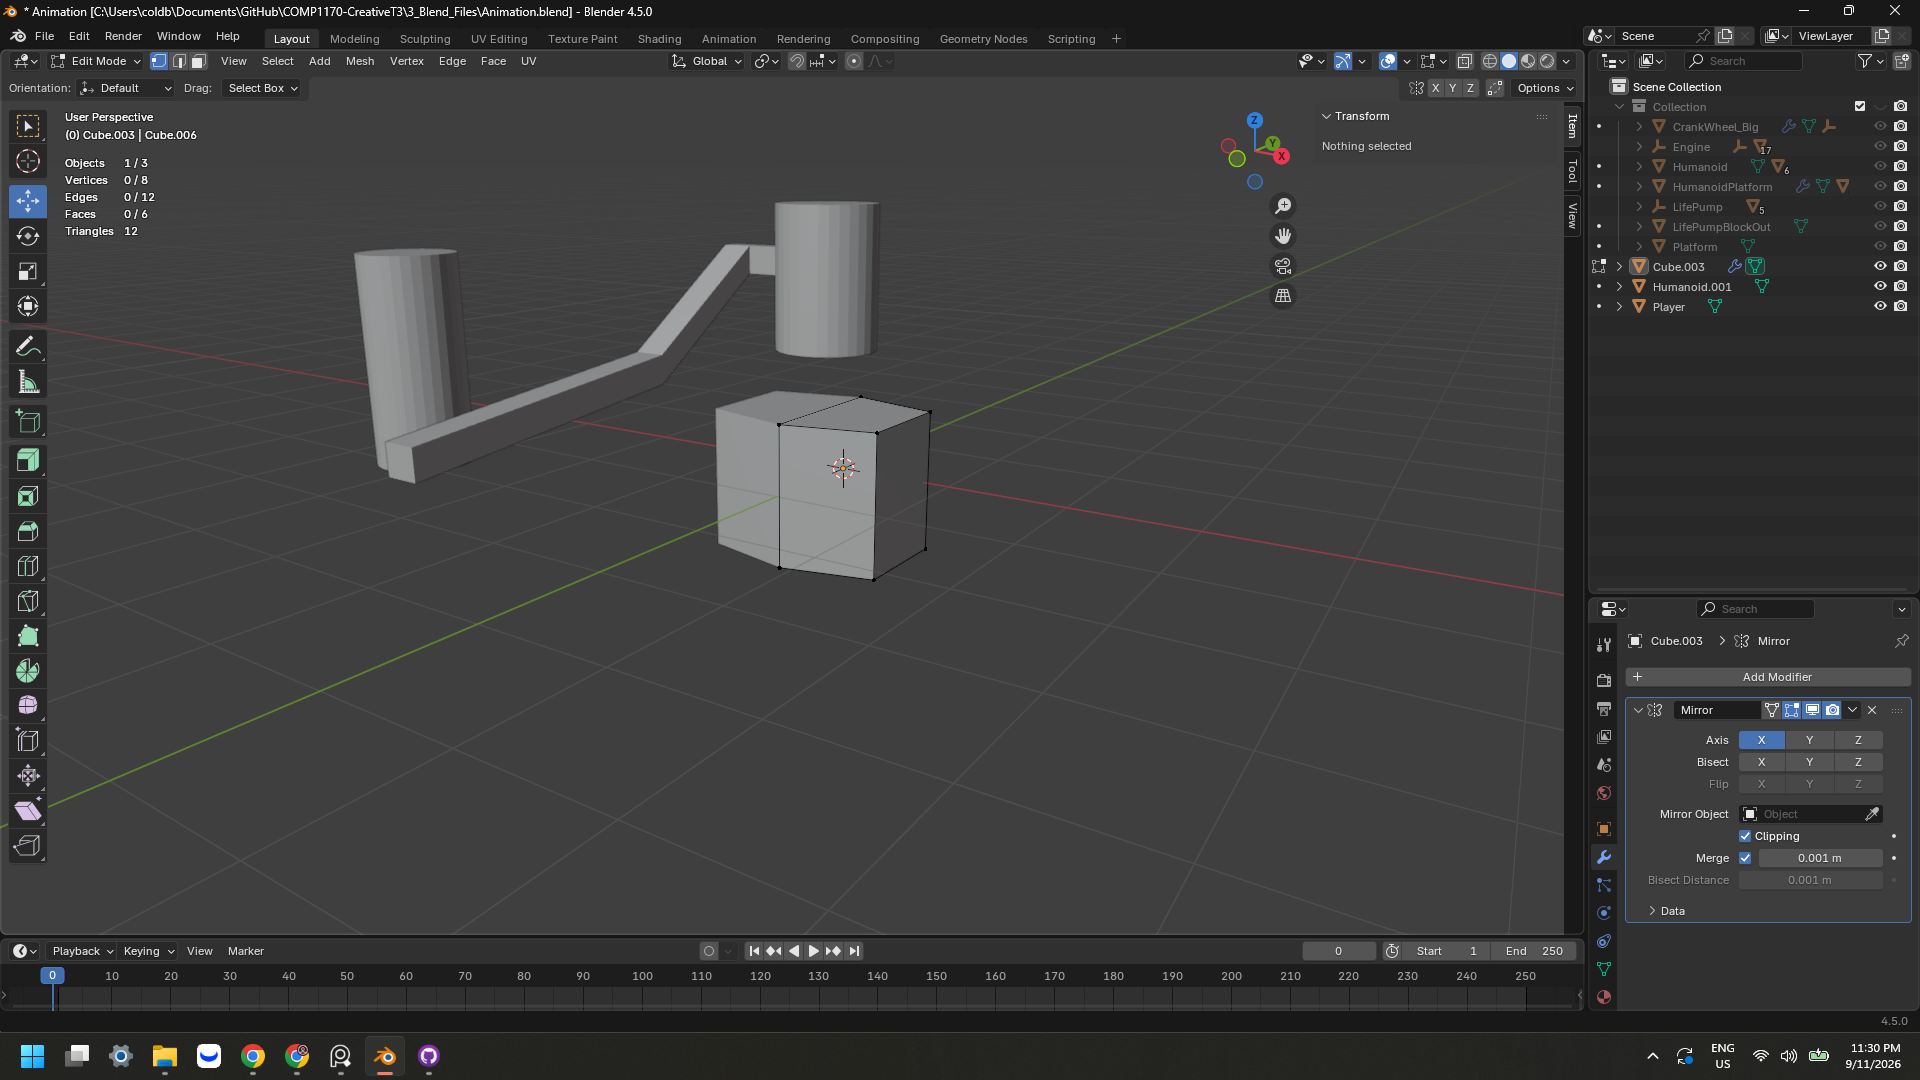 * Animation [C:\Users\coldb\Documents\GitHub\COMP1170-CreativeT3\3_Blend_Files\Animation.blend] - Blender 4.5.0
File Edit Render Window Help Layout Modeling Sculpting UV Editing Texture Paint Shading Animation Rendering Compositing Geometry Nodes Scripting + Scene ViewLayer
Edit Mode View Select Add Mesh Vertex Edge Face UV Global Search
Orientation: Default Drag: Select Box X Y Z Options
Scene Collection
Collection
CrankWheel_Big
Engine 17
Humanoid 6
HumanoidPlatform
LifePump 5
LifePumpBlockOut
Platform
Cube.003
Humanoid.001
Player
User Perspective
(0) Cube.003 | Cube.006
Objects 1 / 3
Vertices 0 / 8
Edges 0 / 12
Faces 0 / 6
Triangles 12
Z
Y
X
Transform
Nothing selected
Item
Tool
View
Search
Cube.003 > Mirror
+ Add Modifier
Mirror
Axis X Y Z
Bisect X Y Z
Flip X Y Z
Mirror Object Object
Clipping
Merge 0.001 m
Bisect Distance 0.001 m
Data
Playback Keying View Marker 0 Start 1 End 250
0 10 20 30 40 50 60 70 80 90 100 110 120 130 140 150 160 170 180 190 200 210 220 230 240 250
4.5.0
ENG
US
11:30 PM
9/11/2026